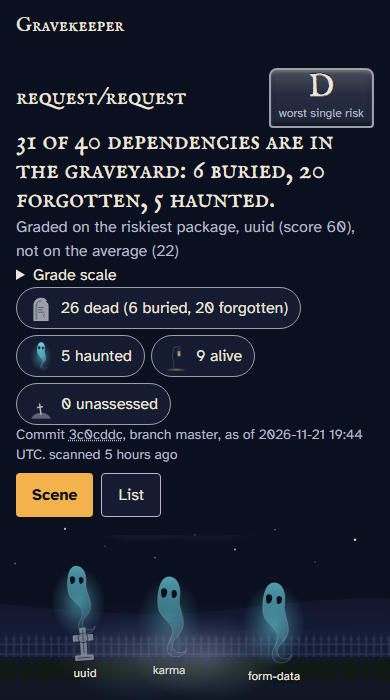 Gravekeeper
request/request
D
worst single risk
31 of 40 dependencies are in
the graveyard: 6 buried, 20
forgotten, 5 haunted.
Graded on the riskiest package, uuid (score 60),
not on the average (22)
Grade scale
26 dead (6 buried, 20 forgotten)
5 haunted
9 alive
0 unassessed
Commit 3c0cddc, branch master, as of 2026-11-21 19:44
UTC. scanned 5 hours ago
Scene
List
uuid
karma
form-data